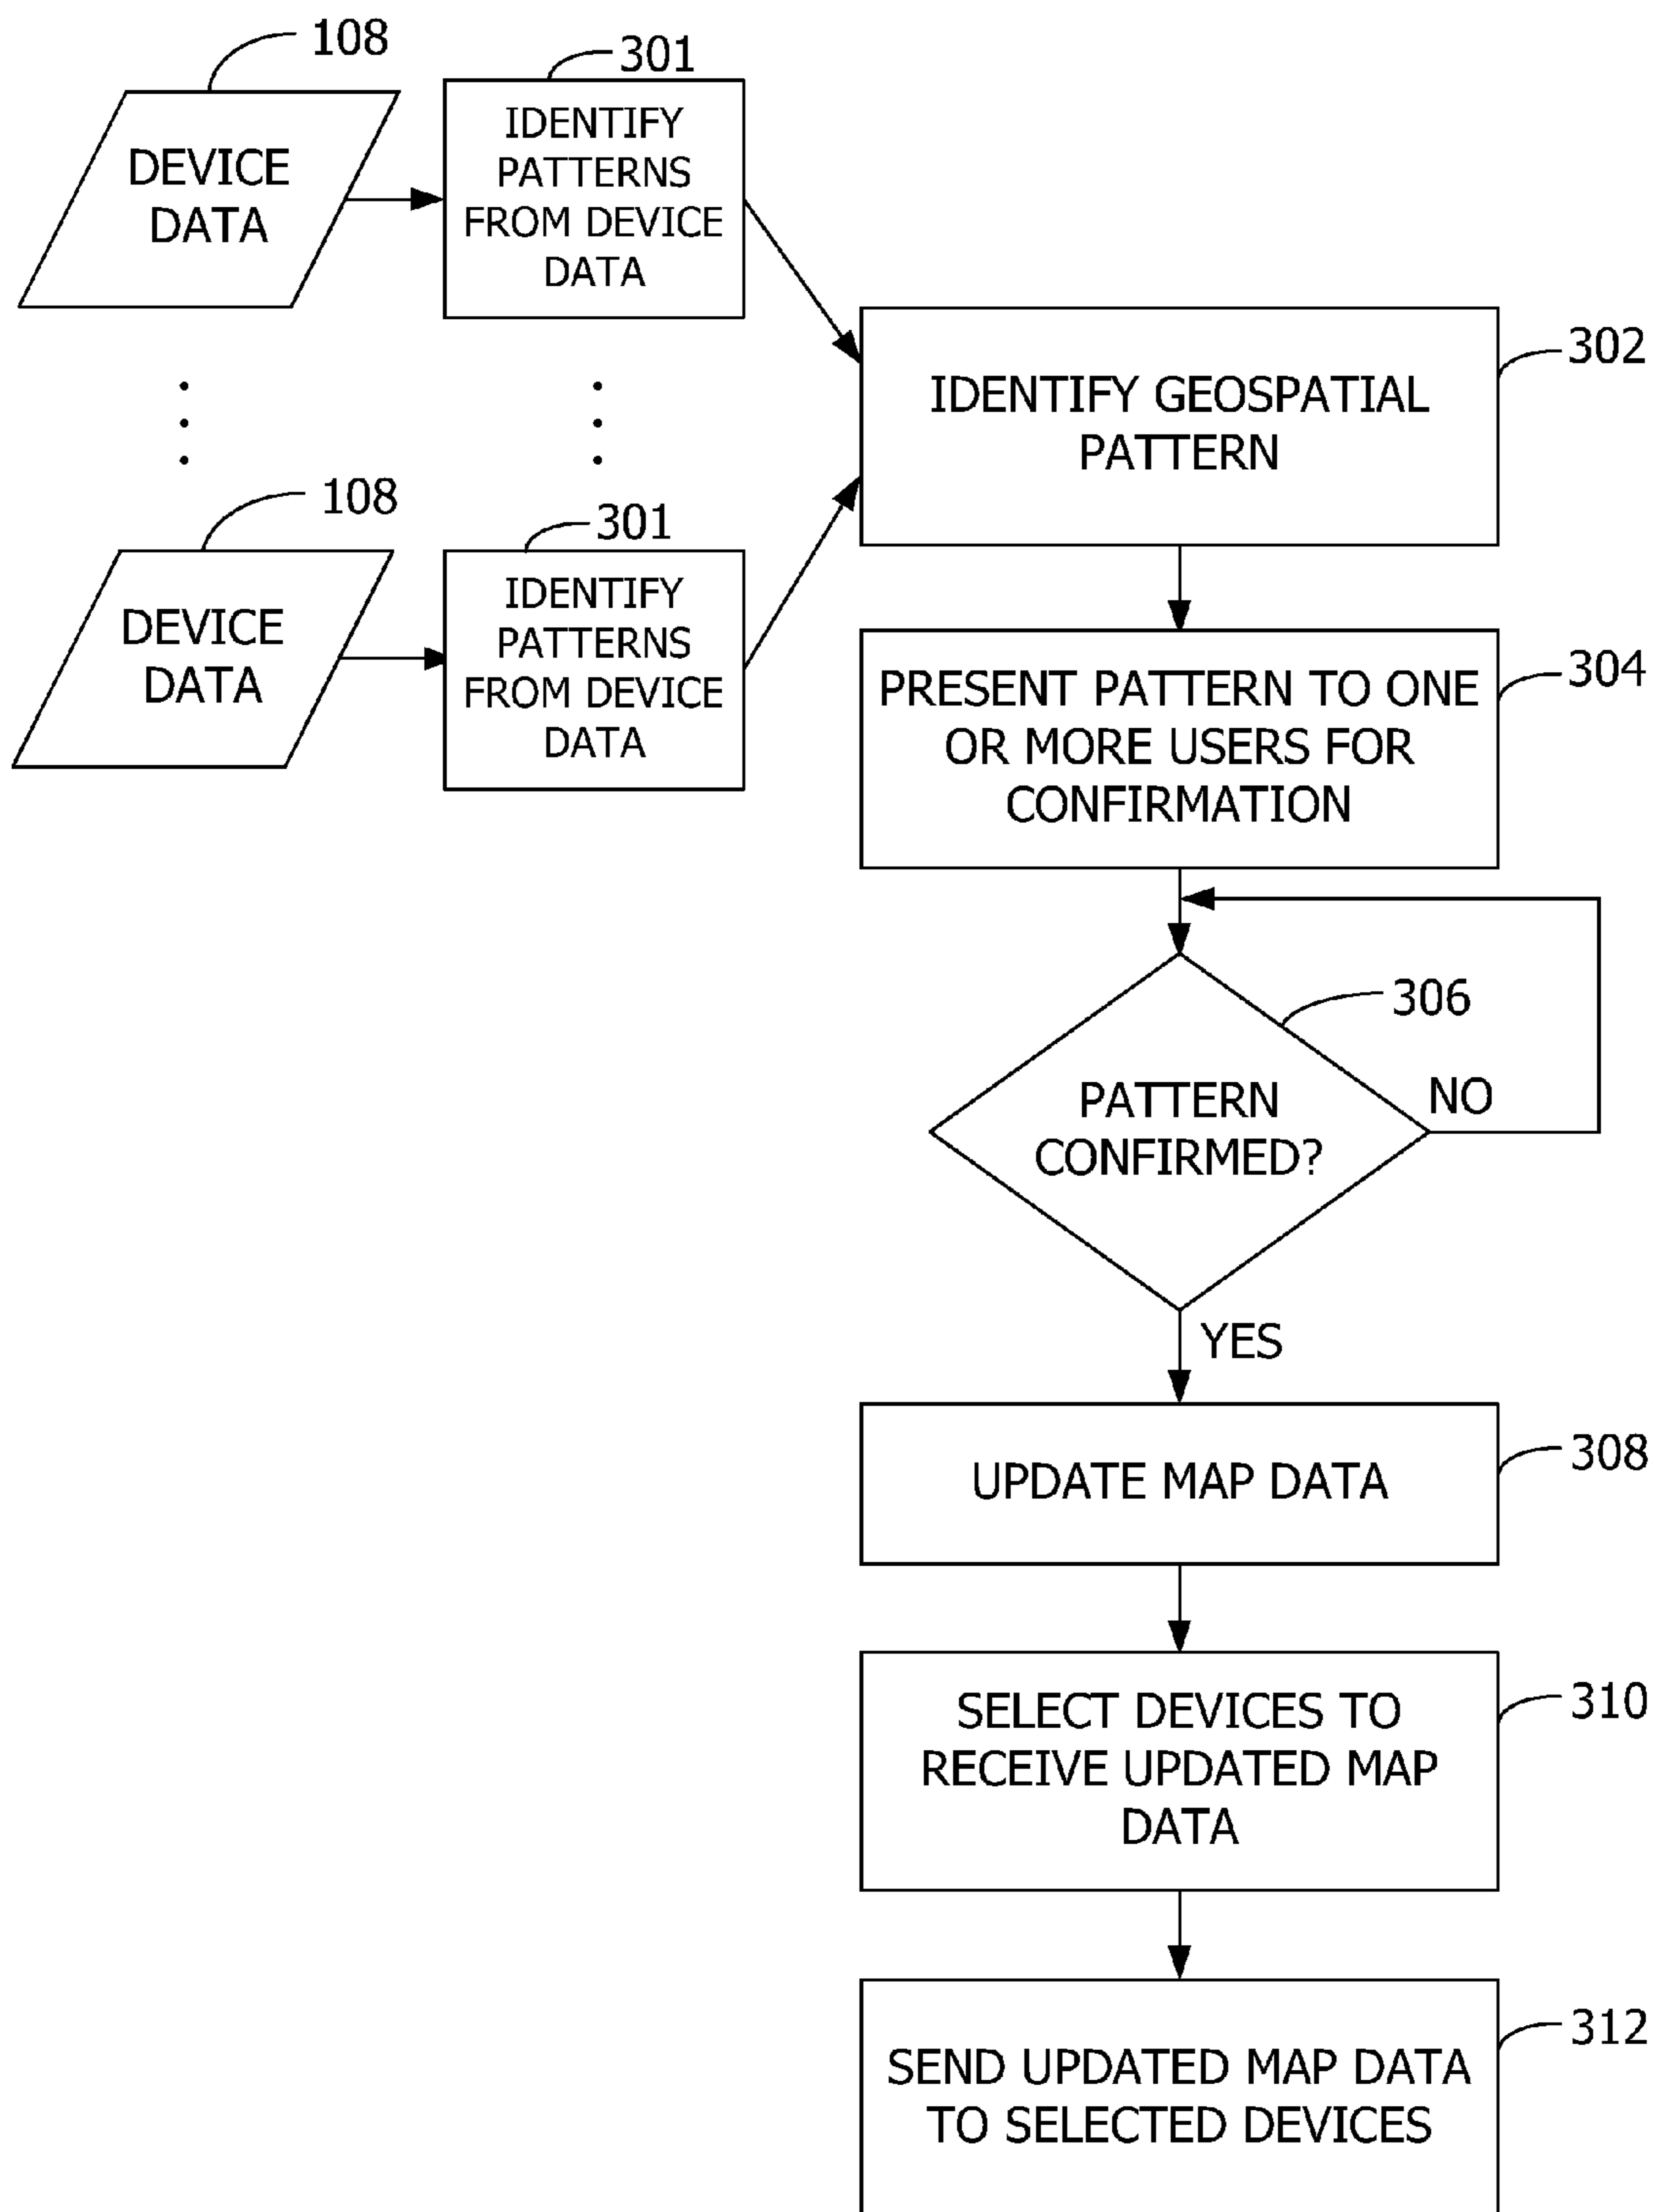 108
DEVICE
DATA
301
IDENTIFY
PATTERNS
FROM DEVICE
DATA
108
DEVICE
DATA
301
IDENTIFY
PATTERNS
FROM DEVICE
DATA
302
IDENTIFY GEOSPATIAL
PATTERN
304
PRESENT PATTERN TO ONE
OR MORE USERS FOR
CONFIRMATION
306
PATTERN
CONFIRMED?
NO
YES
308
UPDATE MAP DATA
310
SELECT DEVICES TO
RECEIVE UPDATED MAP
DATA
312
SEND UPDATED MAP DATA
TO SELECTED DEVICES